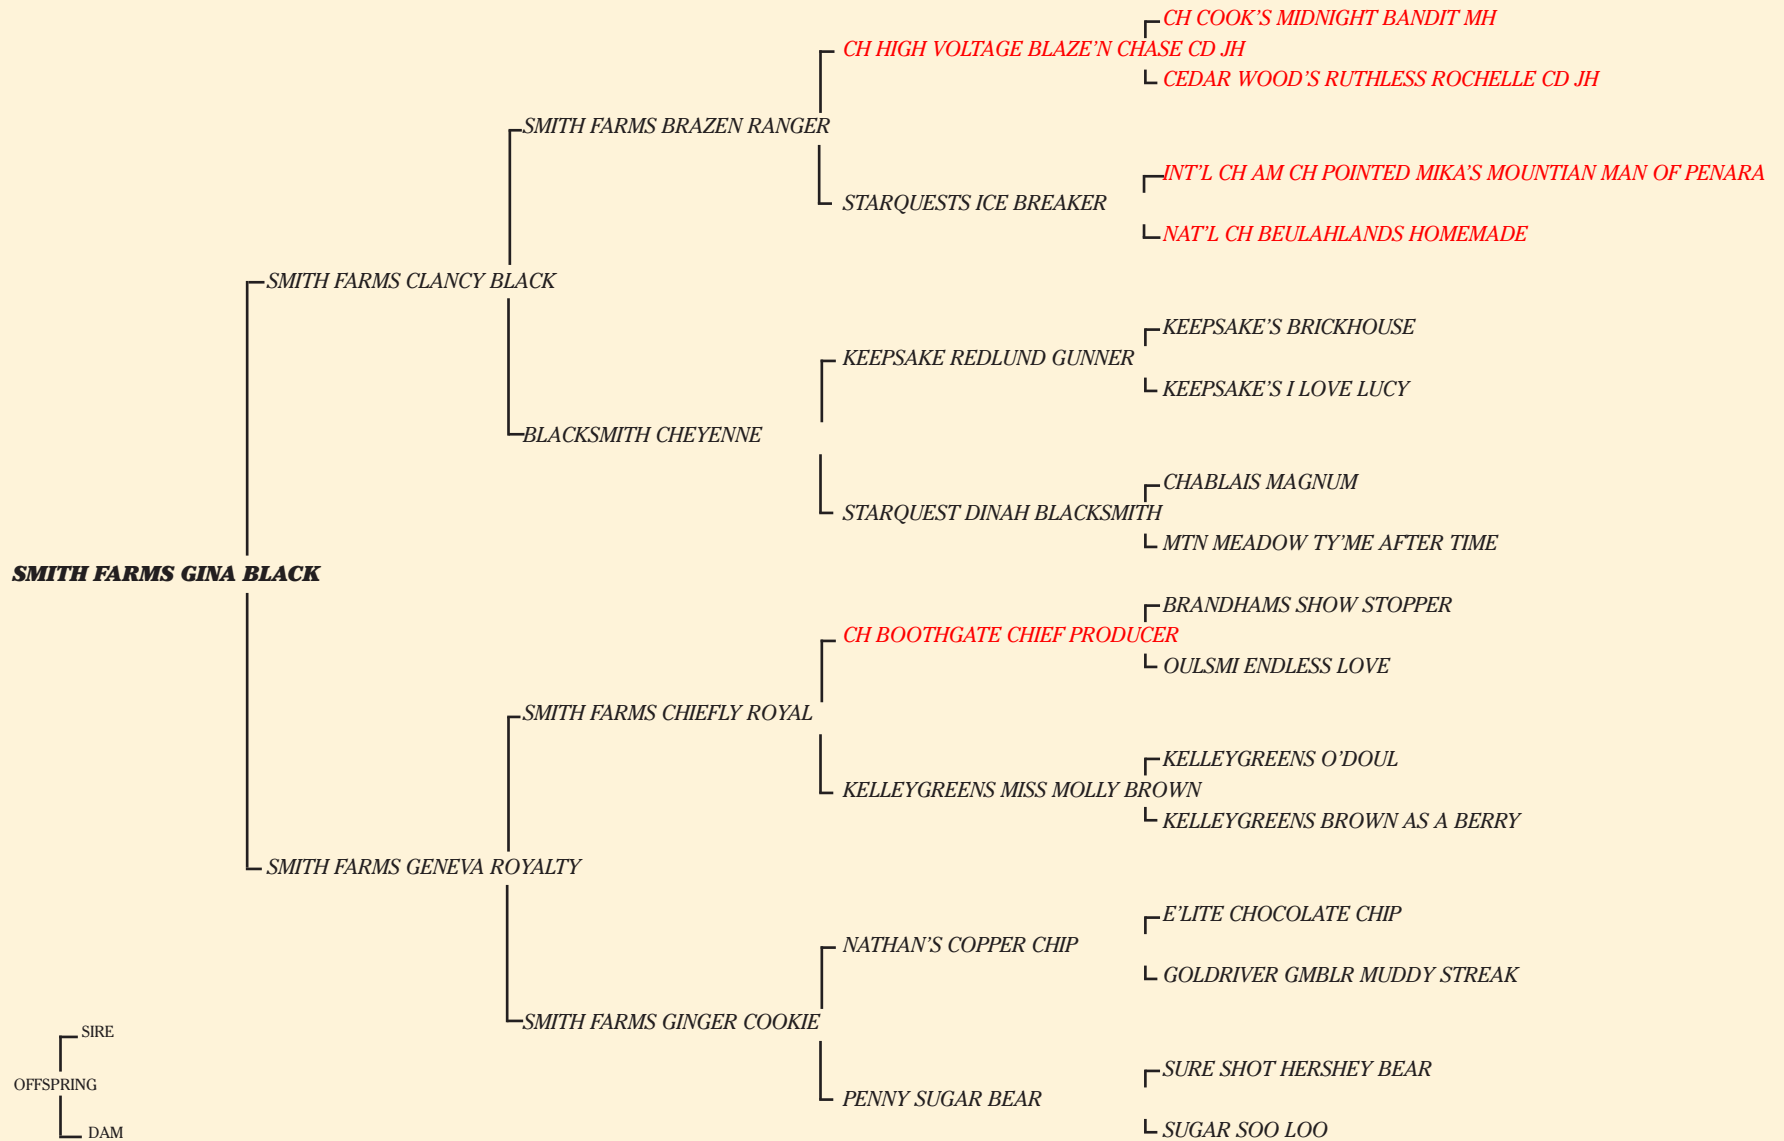 CH COOK’S MIDNIGHT BANDIT MH
CH HIGH VOLTAGE BLAZE’N CHASE CD JH
CEDAR WOOD’S RUTHLESS ROCHELLE CD JH
SMITH FARMS BRAZEN RANGER
INT’L CH AM CH POINTED MIKA’S MOUNTIAN MAN OF PENARA
STARQUESTS ICE BREAKER
NAT’L CH BEULAHLANDS HOMEMADE
SMITH FARMS CLANCY BLACK
KEEPSAKE’S BRICKHOUSE
KEEPSAKE REDLUND GUNNER
KEEPSAKE’S I LOVE LUCY
BLACKSMITH CHEYENNE
CHABLAIS MAGNUM
STARQUEST DINAH BLACKSMITH
MTN MEADOW TY’ME AFTER TIME
SMITH FARMS GINA BLACK
BRANDHAMS SHOW STOPPER
CH BOOTHGATE CHIEF PRODUCER
OULSMI ENDLESS LOVE
SMITH FARMS CHIEFLY ROYAL
KELLEYGREENS O’DOUL
KELLEYGREENS MISS MOLLY BROWN
KELLEYGREENS BROWN AS A BERRY
SMITH FARMS GENEVA ROYALTY
E’LITE CHOCOLATE CHIP
NATHAN’S COPPER CHIP
GOLDRIVER GMBLR MUDDY STREAK
SMITH FARMS GINGER COOKIE
SURE SHOT HERSHEY BEAR
PENNY SUGAR BEAR
SUGAR SOO LOO
SIRE
OFFSPRING
DAM